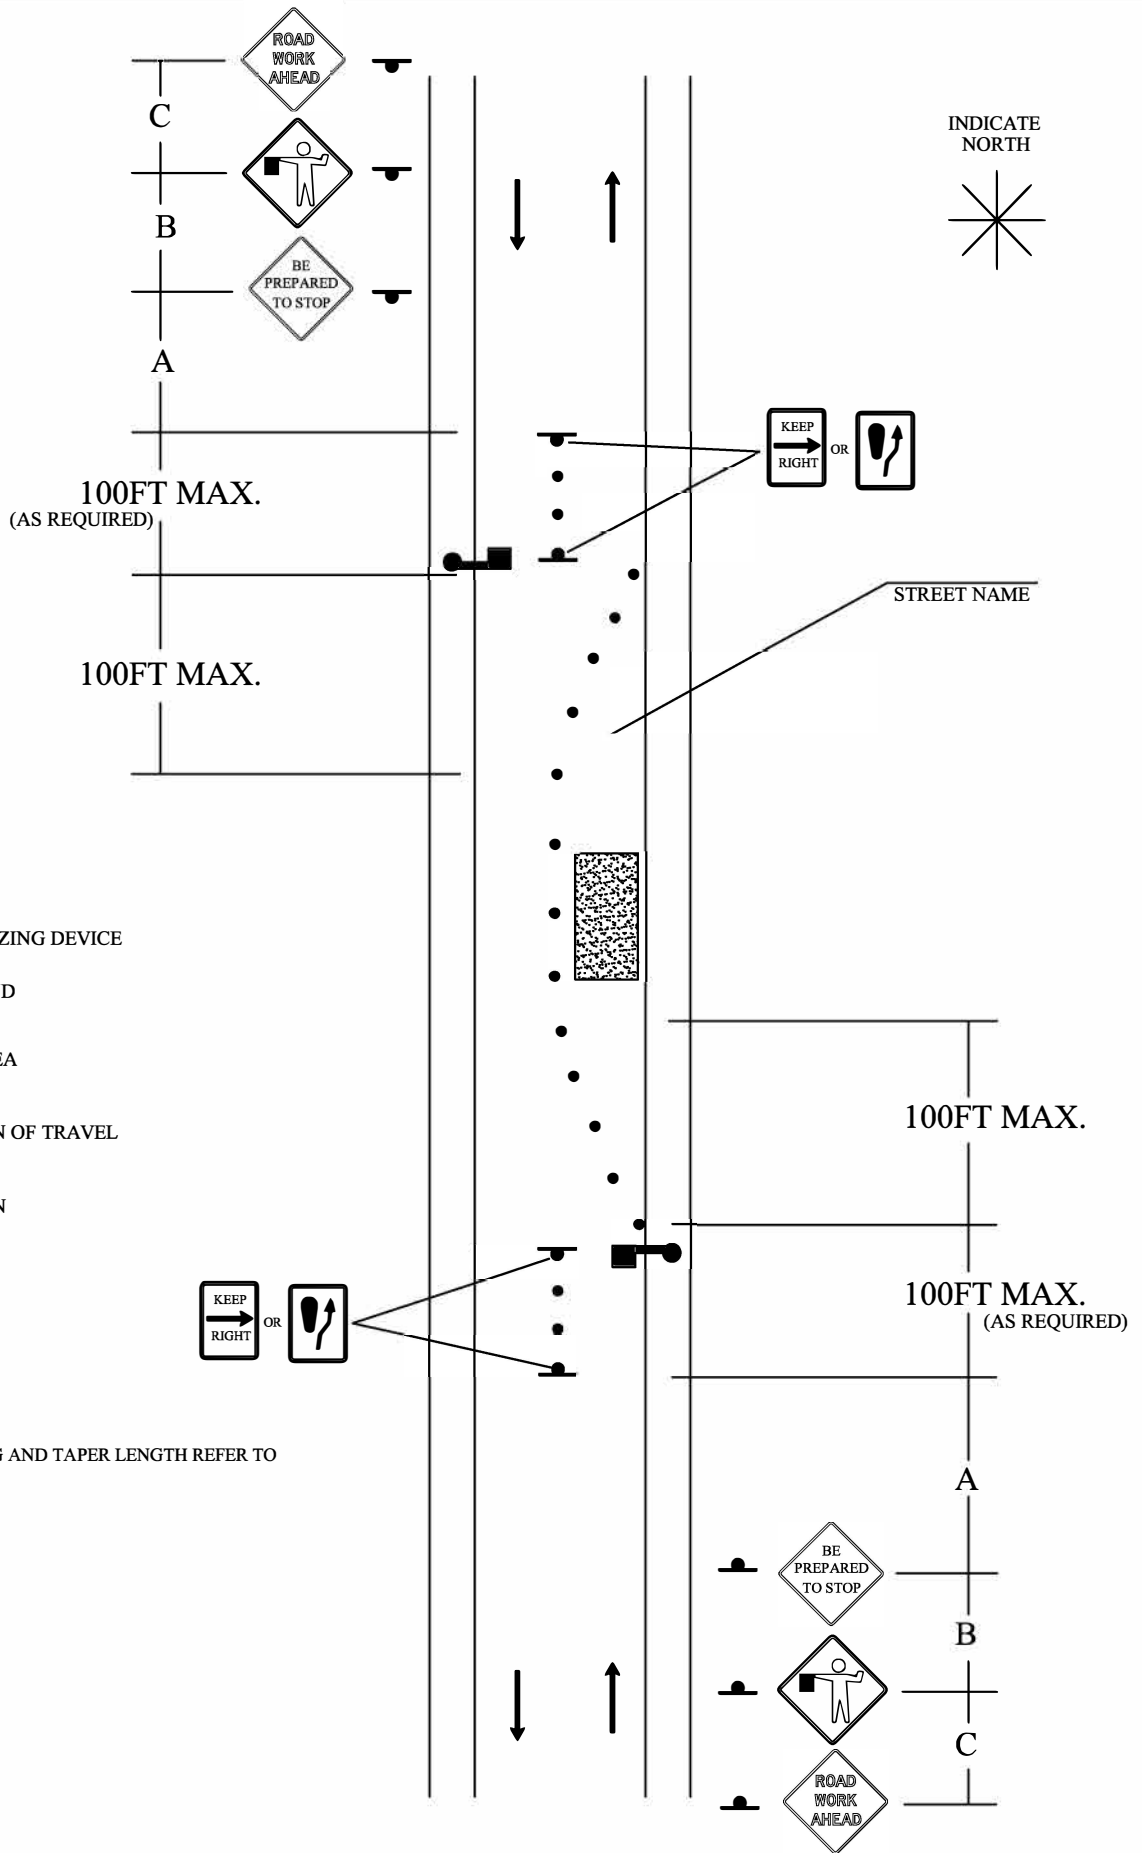 ROAD
WORK
AHEAD
C
INDICATE
NORTH
B
BE
PREPARED
TO STOP
A
KEEP
RIGHT
OR
100FT MAX.
(AS REQUIRED)
STREET NAME
100FT MAX.
ZING DEVICE
D
EA
100FT MAX.
N OF TRAVEL
N
KEEP
RIGHT
OR
100FT MAX.
(AS REQUIRED)
G AND TAPER LENGTH REFER TO
A
BE
PREPARED
TO STOP
B
C
ROAD
WORK
AHEAD